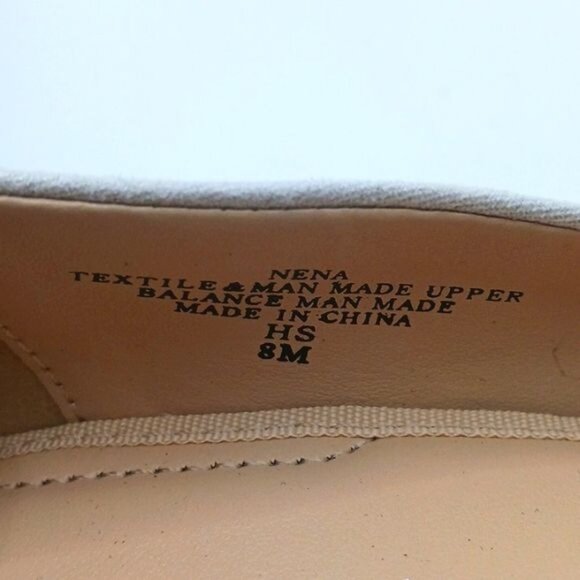 NENA
TEXTILE & MAN MADE UPPER
BALANCE MAN MADE
MADE IN CHINA
HS
8M